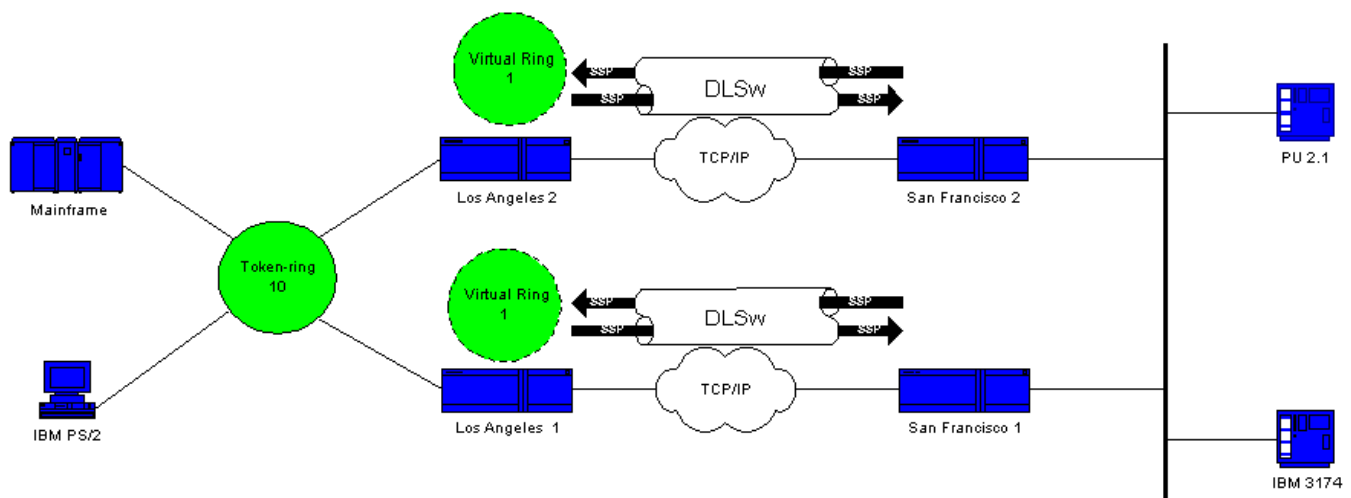 Virtual Ring
1
SSP
SSP
DLSw
SSP
SSP
TCP/IP
Mainframe
Los Angeles 2
San Francisco 2
PU 2.1
Token-ring
10
Virtual Ring
1
SSP
SSP
DLSw
SSP
SSP
TCP/IP
IBM PS/2
Los Angeles 1
San Francisco 1
IBM 3174